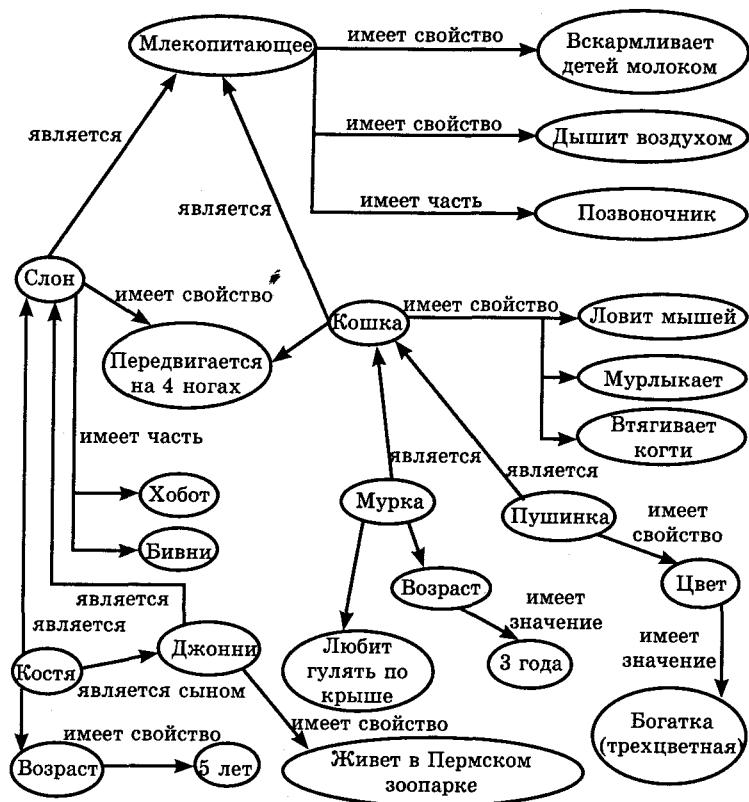 Млекопитающее
имеет свойство
Вскармливает
детей молоком
является
имеет свойство
Дышит воздухом
является
имеет часть
Позвоночник
Слон
имеет свойство
Кошка
имеет свойство
Ловит мышей
Передвигается
на 4 ногах
Мурлыкает
имеет часть
Втягивает
когти
является
является
Хобот
Мурка
Пушинка
имеет
свойство
Бивни
Возраст
Цвет
является
имеет
значение
является
Джонни
Любит
гулять по
крыше
3 года
имеет
значение
Костя
является сыном
имеет свойство
имеет свойство
Богатка
(трехцветная)
Возраст
5 лет
Живет в Пермском
зоопарке